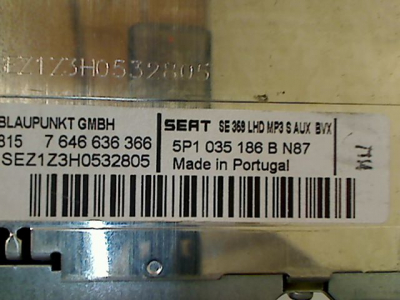 SEZ1Z3H0532805
BLAUPUNKT GMBH
815 7 646 636 366
SEZ1Z3H0532805
SEAT SE 359 LHD MP3 S AUX BVX
5P1 035 186 B N87
Made in Portugal